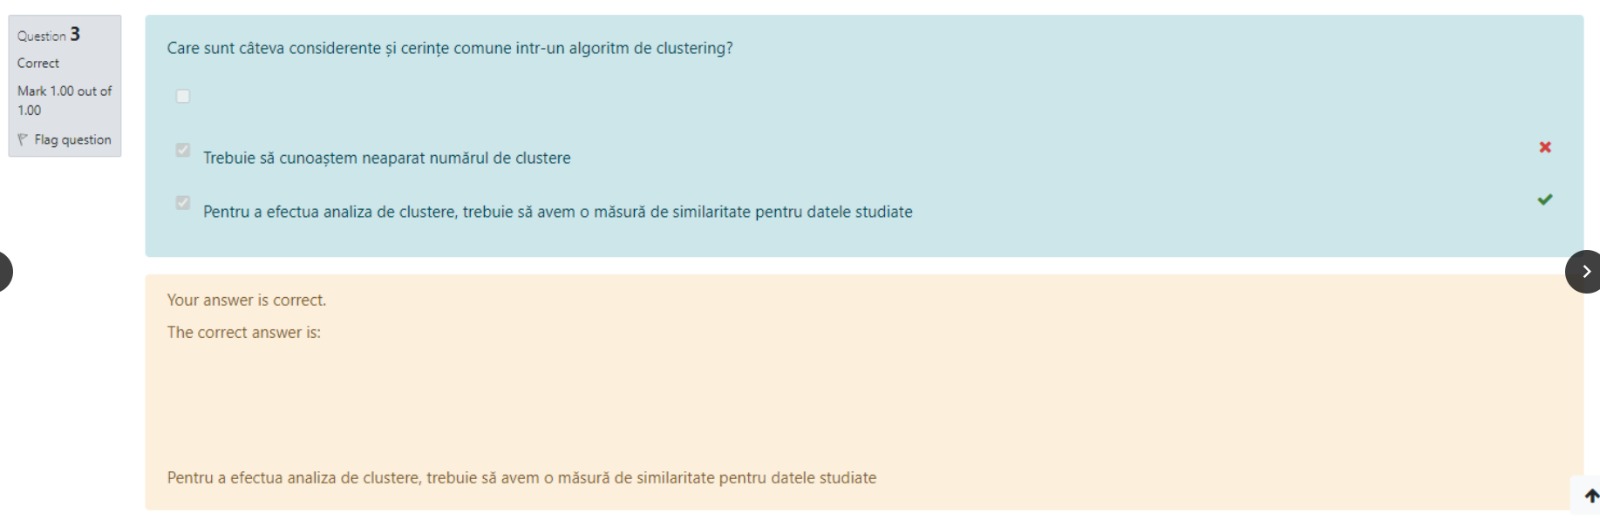 Question 3
Correct
Mark 1.00 out of
1.00
Flag question
Care sunt câteva considerente și cerințe comune intr-un algoritm de clustering?
Trebuie să cunoaștem neaparat numărul de clustere
Pentru a efectua analiza de clustere, trebuie să avem o măsură de similaritate pentru datele studiate
Your answer is correct.
The correct answer is:
Pentru a efectua analiza de clustere, trebuie să avem o măsură de similaritate pentru datele studiate